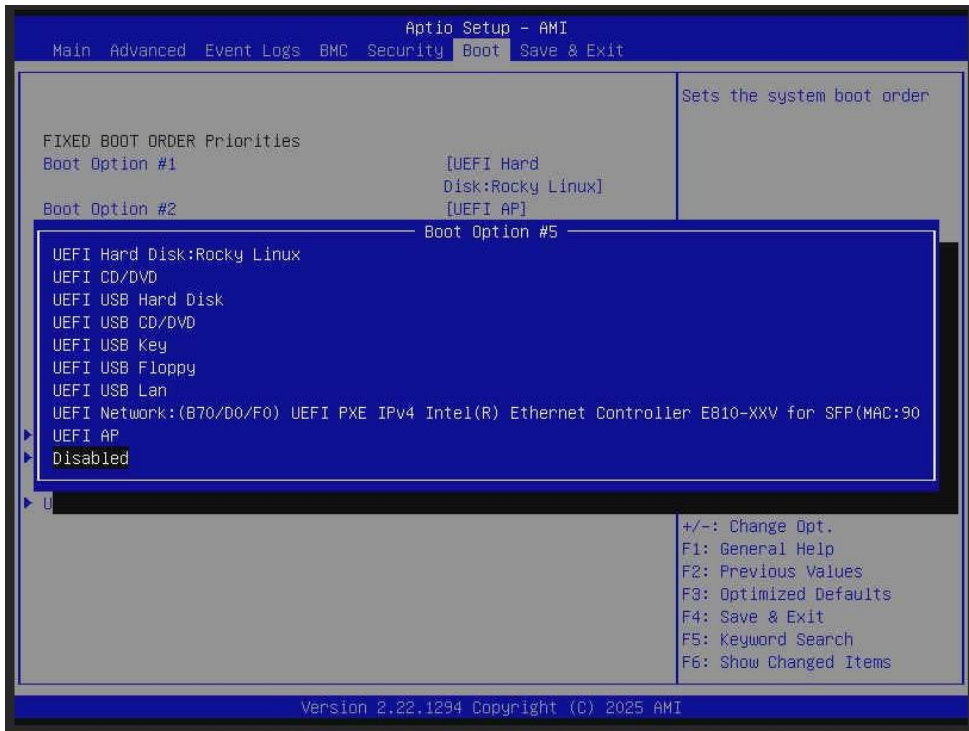 Aptio Setup - AMI
Main Advanced Event Logs BMC Security Boot Save & Exit
Sets the system boot order
FIXED BOOT ORDER Priorities
Boot Option #1 [UEFI Hard
Disk:Rocky Linux]
Boot Option #2 [UEFI AP]
Boot Option #5
UEFI Hard Disk:Rocky Linux
UEFI CD/DVD
UEFI USB Hard Disk
UEFI USB CD/DVD
UEFI USB Key
UEFI USB Floppy
UEFI USB Lan
UEFI Network:(B70/D0/F0) UEFI PXE IPv4 Intel(R) Ethernet Controller E810-XXV for SFP(MAC:90
UEFI AP
Disabled
U
+/-: Change Opt.
F1: General Help
F2: Previous Values
F3: Optimized Defaults
F4: Save & Exit
F5: Keyword Search
F6: Show Changed Items
Version 2.22.1294 Copyright (C) 2025 AMI